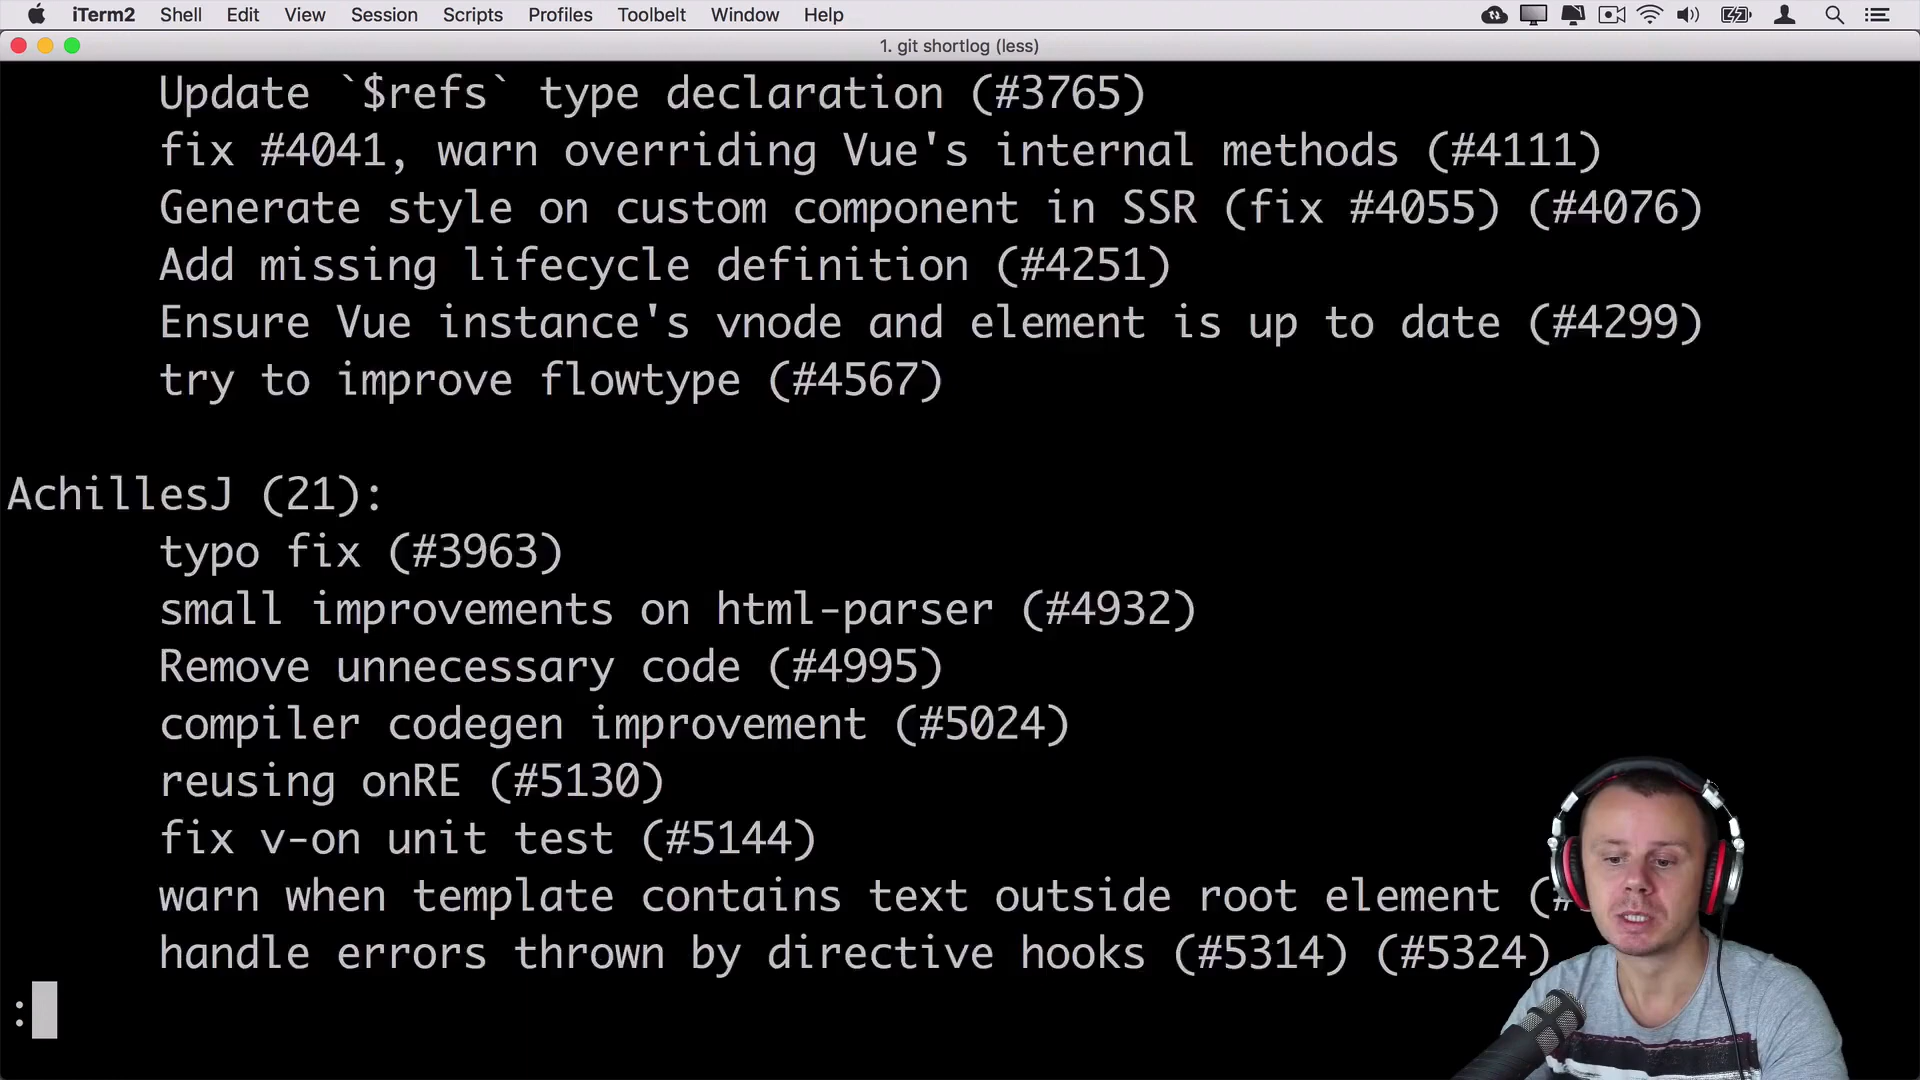 iTerm2 Shell Edit View Session Scripts Profiles Toolbelt Window Help
1. git shortlog (less)
Update `$refs` type declaration (#3765)
fix #4041, warn overriding Vue's internal methods (#4111)
Generate style on custom component in SSR (fix #4055) (#4076)
Add missing lifecycle definition (#4251)
Ensure Vue instance's vnode and element is up to date (#4299)
try to improve flowtype (#4567)
AchillesJ (21):
typo fix (#3963)
small improvements on html-parser (#4932)
Remove unnecessary code (#4995)
compiler codegen improvement (#5024)
reusing onRE (#5130)
fix v-on unit test (#5144)
warn when template contains text outside root element (#
handle errors thrown by directive hooks (#5314) (#5324)
: